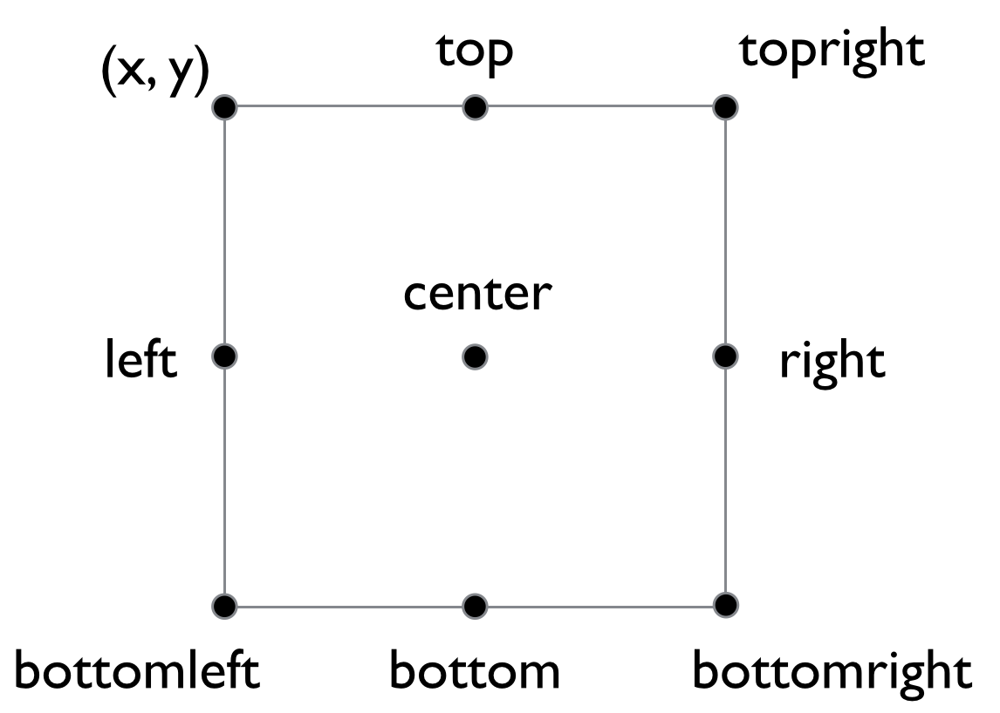 (x, y)
top
topright
center
left
right
bottomleft
bottom
bottomright